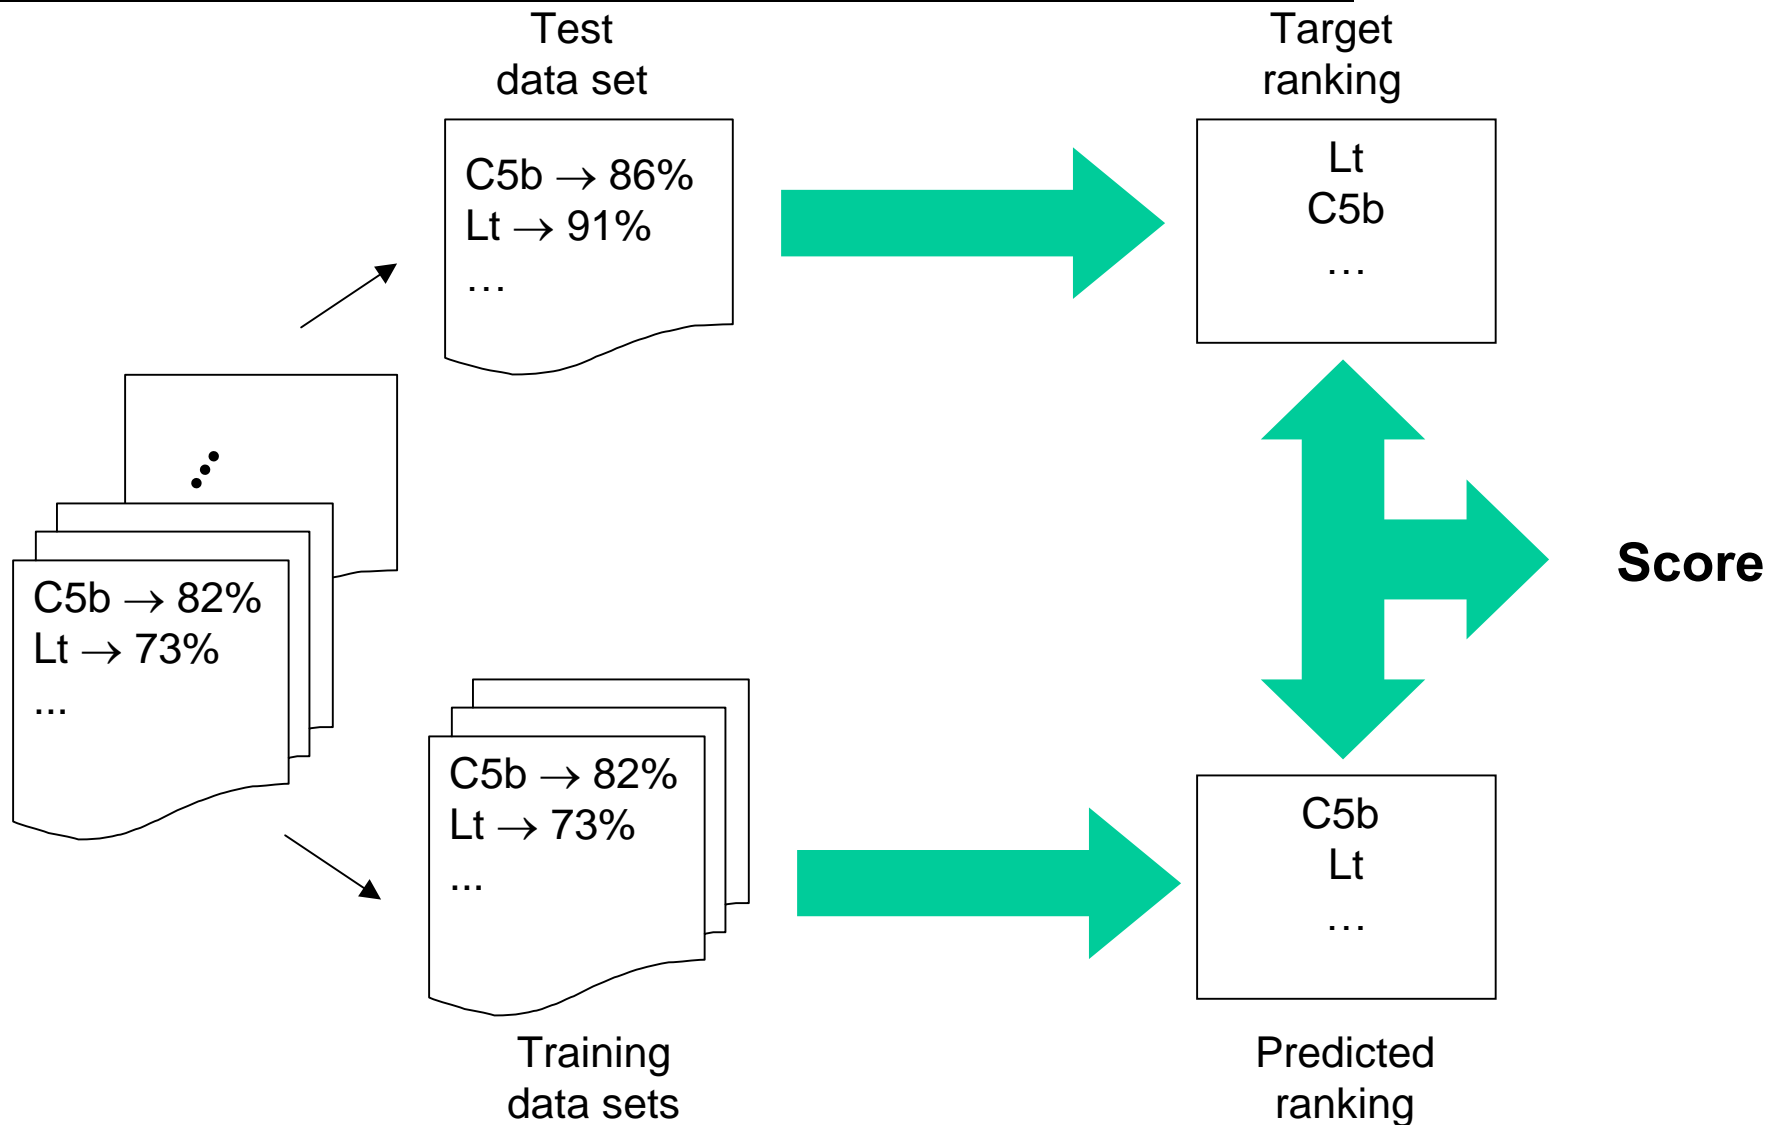 Test
data set
C5b → 86%
Lt → 91%
…
Target
ranking
Lt
C5b
…
C5b → 82%
Lt → 73%
...
Score
C5b → 82%
Lt → 73%
...
Training
data sets
C5b
Lt
…
Predicted
ranking